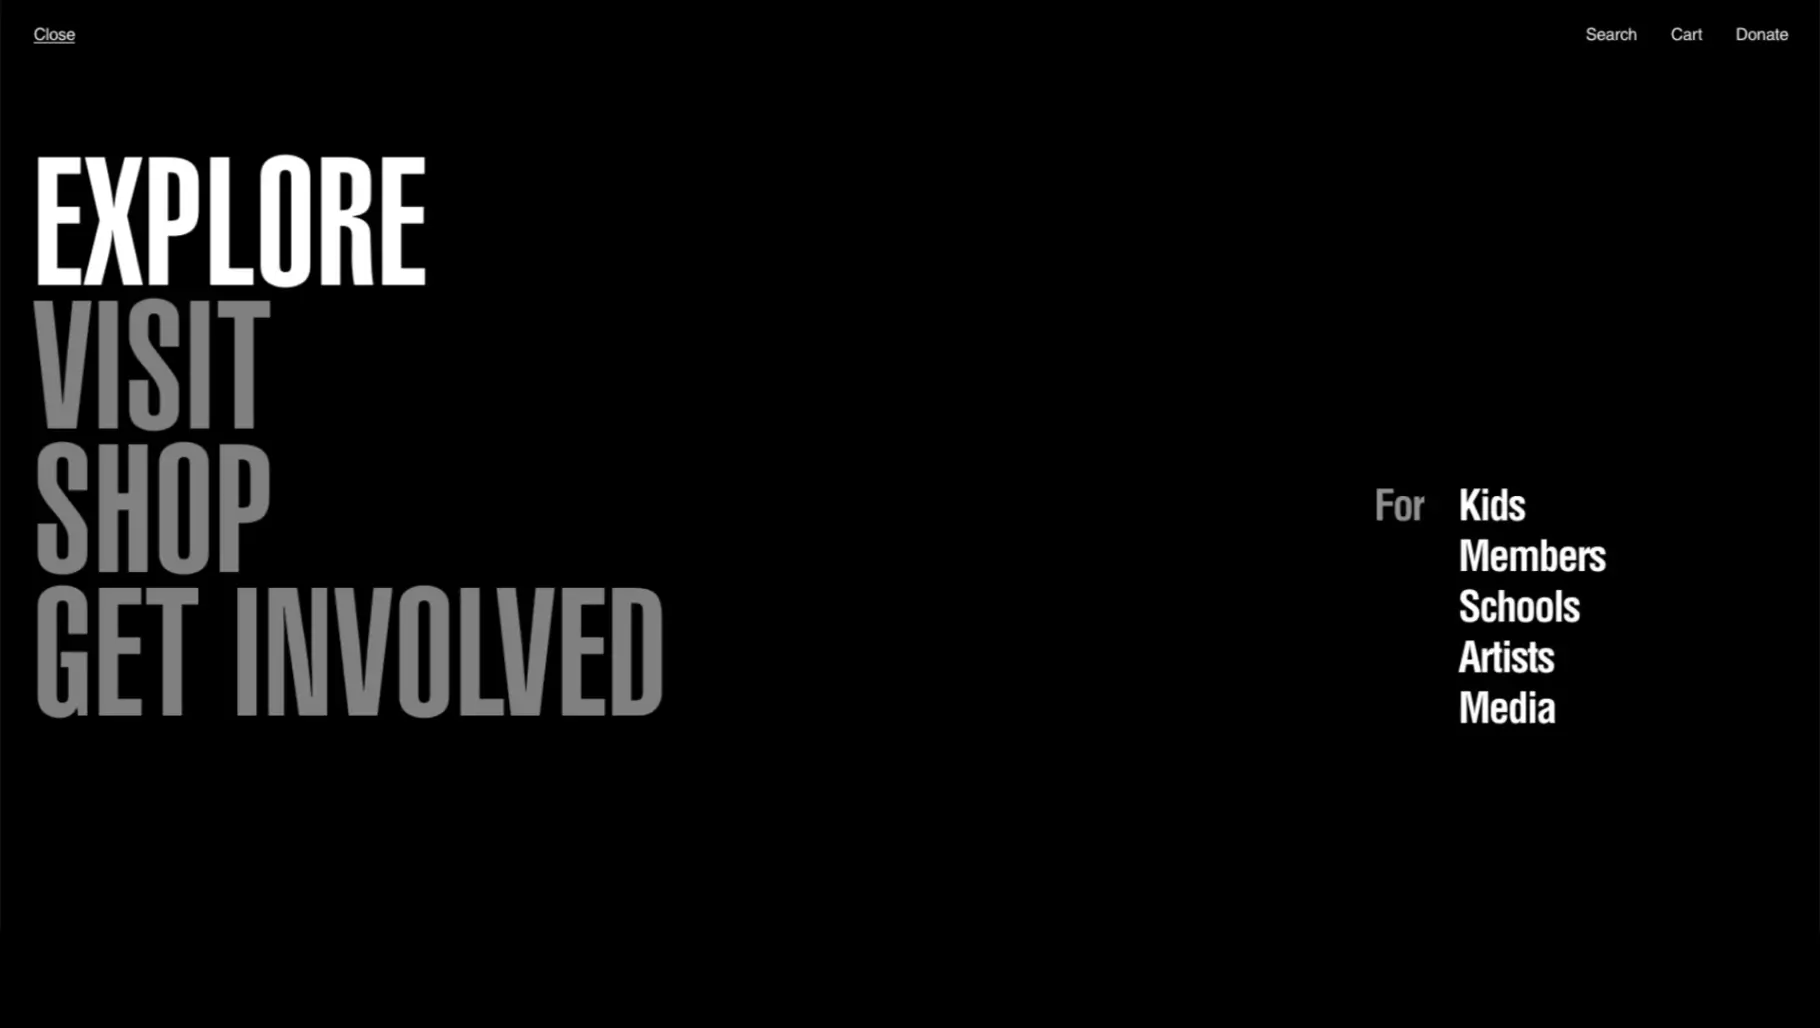 Close
Search
Cart
Donate
EXPLORE
VISIT
SHOP
GET INVOLVED
For
Kids
Members
Schools
Artists
Media